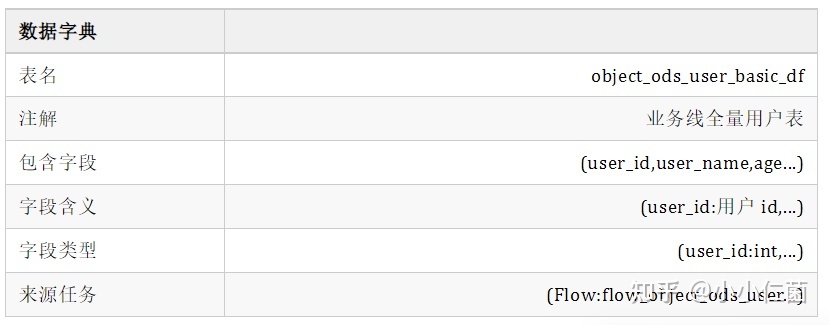 数据字典
表名 object_ods_user_basic_df
注解 业务线全量用户表
包含字段 (user_id,user_name,age...)
字段含义 (user_id:用户 id,...)
字段类型 (user_id:int,...)
来源任务 (Flow:flow_orject_ods_user..)
知乎 @小小仁菌